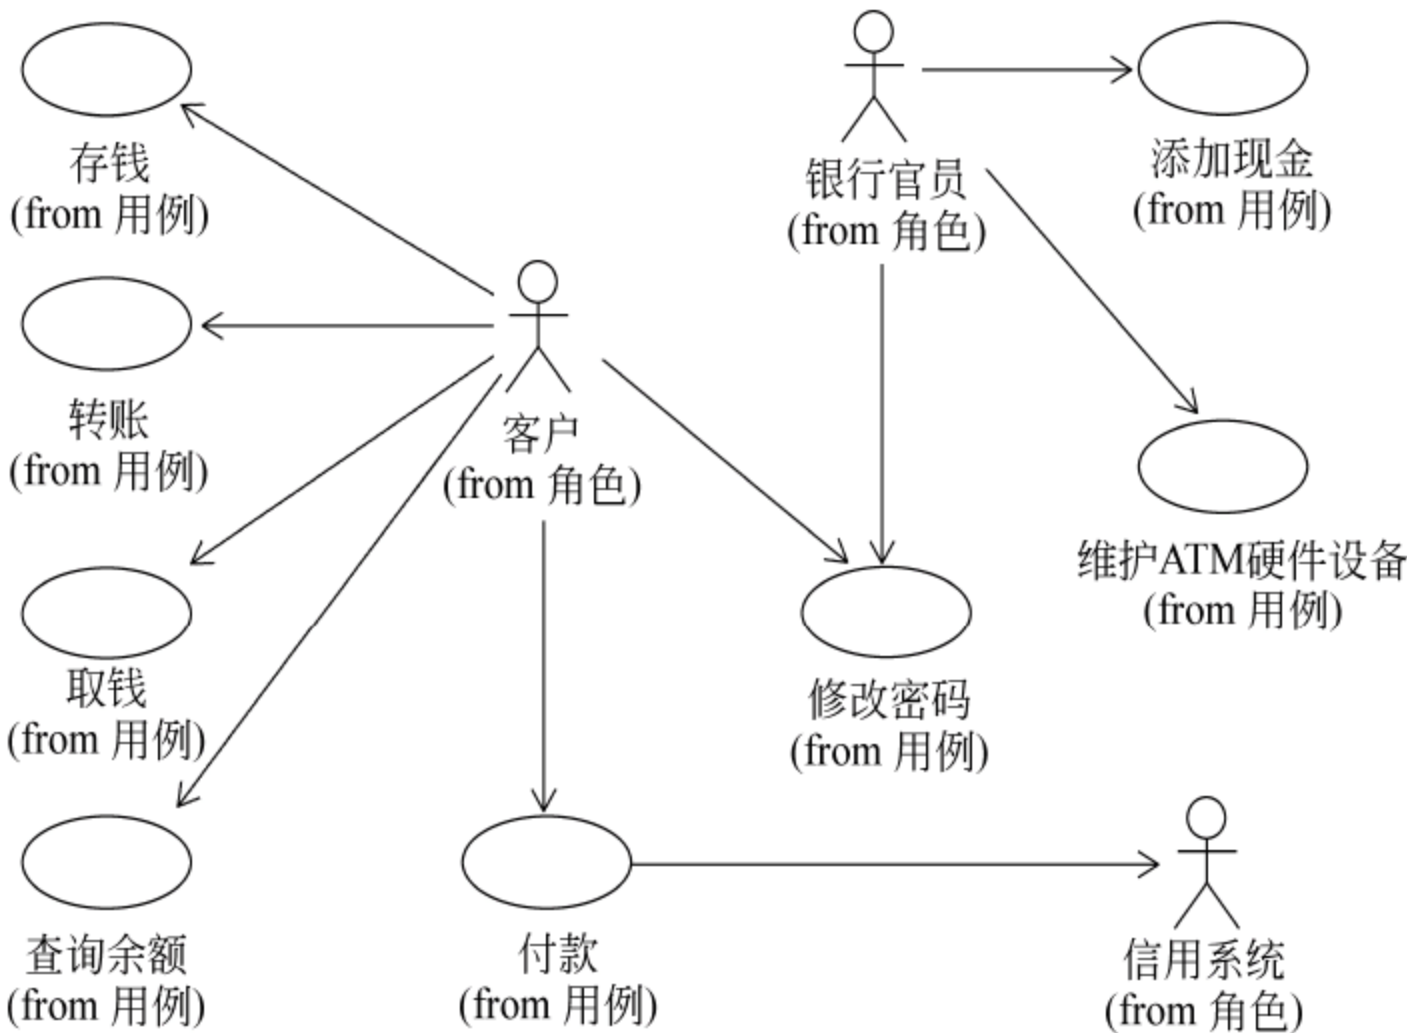 存钱
(from 用例)
银行官员
(from 角色)
添加现金
(from 用例)
转账
(from 用例)
客户
(from 角色)
维护ATM硬件设备
(from 用例)
取钱
(from 用例)
修改密码
(from 用例)
查询余额
(from 用例)
付款
(from 用例)
信用系统
(from 角色)